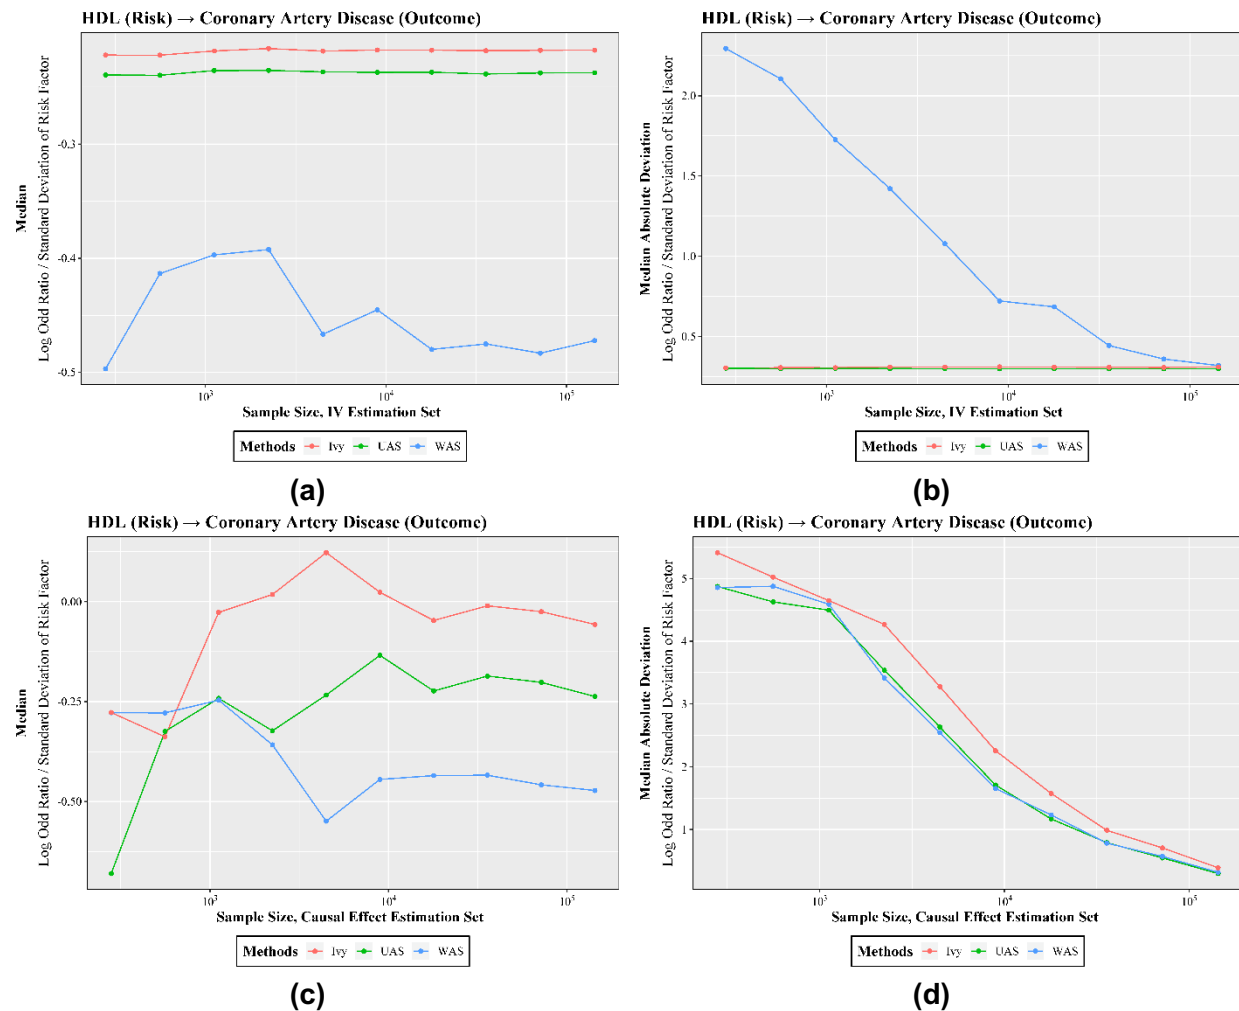 HDL (Risk) → Coronary Artery Disease (Outcome)
Median
Log Odd Ratio / Standard Deviation of Risk Factor
-0.3
-0.4
-0.5
10³
10⁴
10⁵
Sample Size, IV Estimation Set
Methods Ivy UAS WAS
(a)
HDL (Risk) → Coronary Artery Disease (Outcome)
Median Absolute Deviation
Log Odd Ratio / Standard Deviation of Risk Factor
2.0
1.5
1.0
0.5
10³
10⁴
10⁵
Sample Size, IV Estimation Set
Methods Ivy UAS WAS
(b)
HDL (Risk) → Coronary Artery Disease (Outcome)
Median
Log Odd Ratio / Standard Deviation of Risk Factor
0.00
-0.25
-0.50
10³
10⁴
10⁵
Sample Size, Causal Effect Estimation Set
Methods Ivy UAS WAS
(c)
HDL (Risk) → Coronary Artery Disease (Outcome)
Median Absolute Deviation
Log Odd Ratio / Standard Deviation of Risk Factor
5
4
3
2
1
10³
10⁴
10⁵
Sample Size, Causal Effect Estimation Set
Methods Ivy UAS WAS
(d)